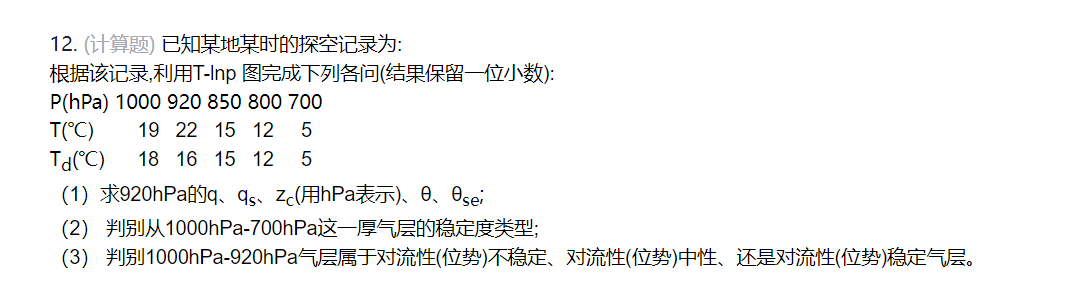 12. (计算题) 已知某地某时的探空记录为:
根据该记录,利用T-lnp 图完成下列各问(结果保留一位小数):
P(hPa) 1000 920 850 800 700
T(℃) 19 22 15 12 5
Td(℃) 18 16 15 12 5
（1）求920hPa的q、qs、zc(用hPa表示)、θ、θse;
（2） 判别从1000hPa-700hPa这一厚气层的稳定度类型;
（3） 判别1000hPa-920hPa气层属于对流性(位势)不稳定、对流性(位势)中性、还是对流性(位势)稳定气层。